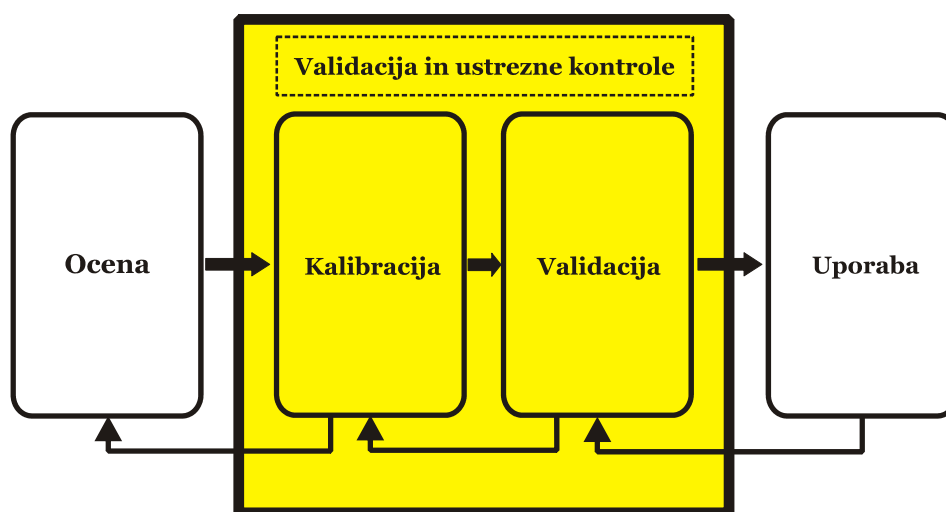 Validacija in ustrezne kontrole
Ocena
Kalibracija
Validacija
Uporaba